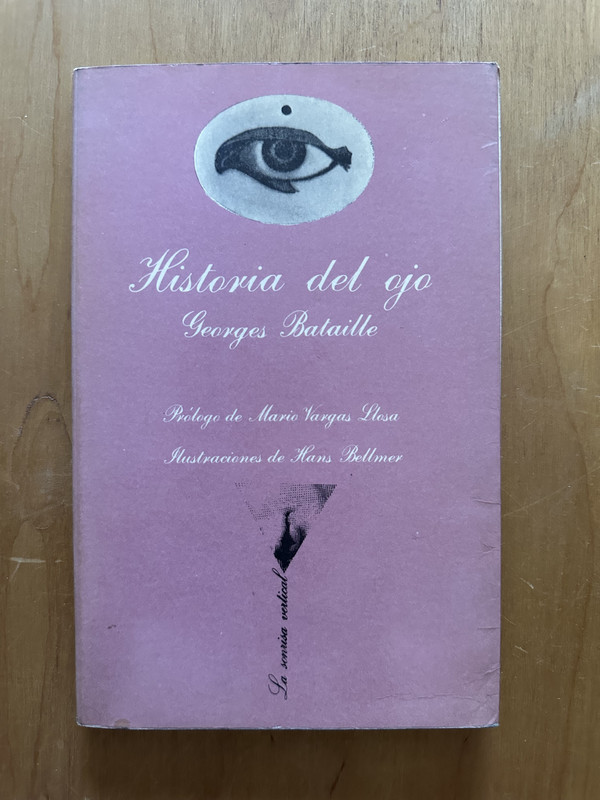 Historia del ojo
Georges Bataille
Prólogo de Mario Vargas Llosa
Ilustraciones de Hans Bellmer
La sonrisa vertical